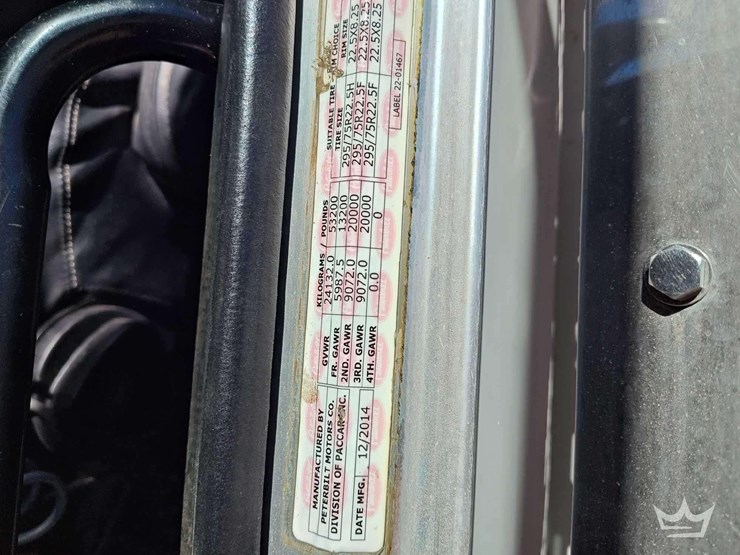 MANUFACTURED BY
PETERBILT MOTORS CO.
DIVISION OF PACCAR INC.
DATE MFG. 12/2014
KILOGRAMS / POUNDS
GVWR 24132.0 53200
FR. GAWR 5987.5 13200
2ND. GAWR 9072.0 20000
3RD. GAWR 9072.0 20000
4TH. GAWR 0.0 0
SUITABLE TIRE RIM CHOICE
TIRE SIZE RIM SIZE
295/75R22.5H 22.5X8.25
295/75R22.5F 22.5X8.25
295/75R22.5F 22.5X8.25
LABEL 22-01467